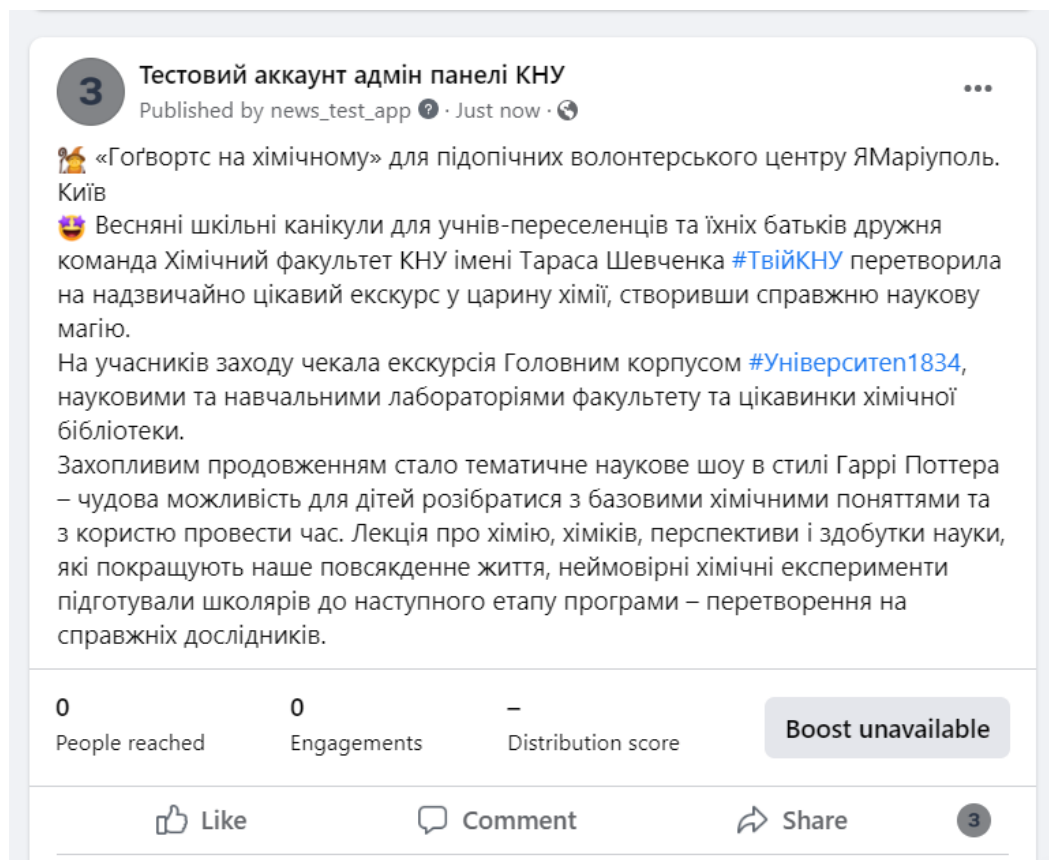 3
Тестовий аккаунт адмін панелі КНУ
Published by news_test_app · Just now ·
«Гоґвортс на хімічному» для підопічних волонтерського центру ЯМаріуполь.
Київ
Весняні шкільні канікули для учнів-переселенців та їхніх батьків дружня
команда Хімічний факультет КНУ імені Тараса Шевченка #ТвійКНУ перетворила
на надзвичайно цікавий екскурс у царину хімії, створивши справжню наукову
магію.
На учасників заходу чекала екскурсія Головним корпусом #Університеп1834,
науковими та навчальними лабораторіями факультету та цікавинки хімічної
бібліотеки.
Захопливим продовженням стало тематичне наукове шоу в стилі Гаррі Поттера
– чудова можливість для дітей розібратися з базовими хімічними поняттями та
з користю провести час. Лекція про хімію, хіміків, перспективи і здобутки науки,
які покращують наше повсякденне життя, неймовірні хімічні експерименти
підготували школярів до наступного етапу програми – перетворення на
справжніх дослідників.
0 0 –
People reached Engagements Distribution score
Boost unavailable
Like Comment Share 3